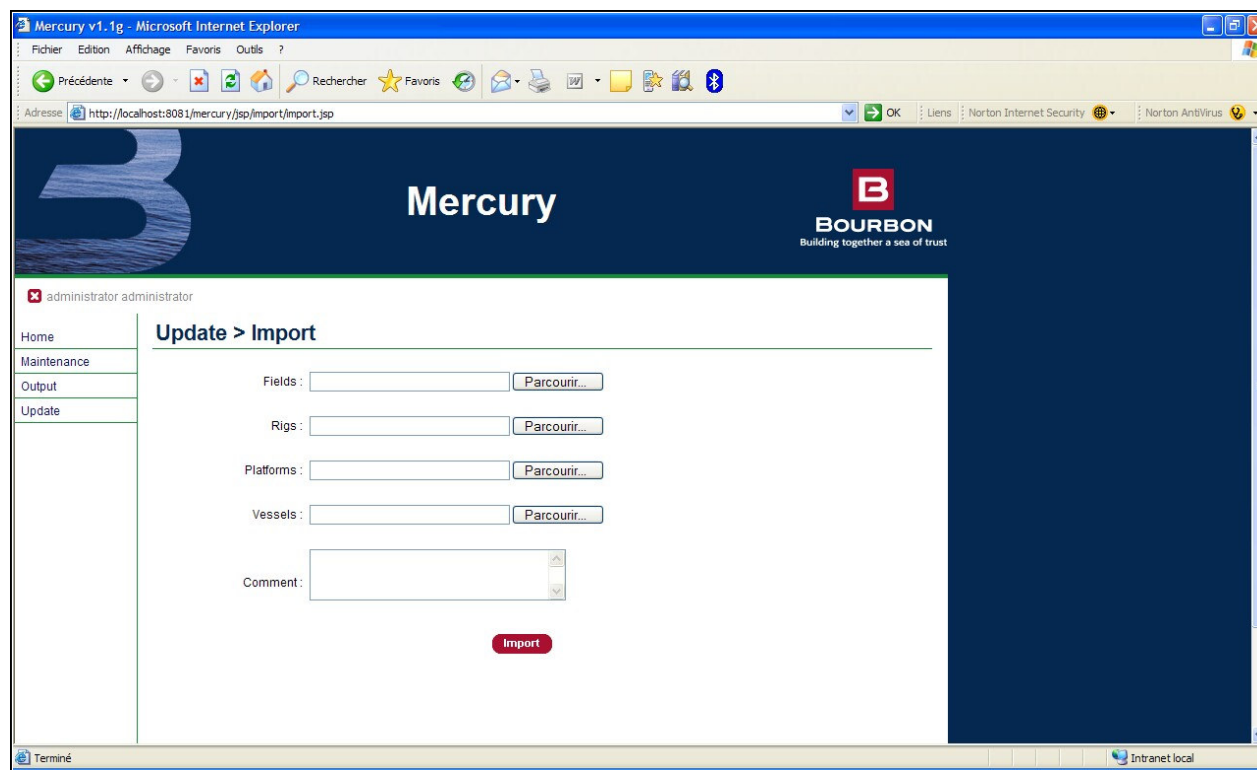 Mercury v1.1g - Microsoft Internet Explorer
Fichier Edition Affichage Favoris Outils ?
Précédente Rechercher Favoris
Adresse http://localhost:8081/mercury/jsp/import/import.jsp OK Liens Norton Internet Security Norton AntiVirus
Mercury
B
BOURBON
Building together a sea of trust
administrator administrator
Update > Import
Home
Maintenance
Output
Update
Fields : Parcourir...
Rigs : Parcourir...
Platforms : Parcourir...
Vessels : Parcourir...
Comment :
Import
Terminé Intranet local